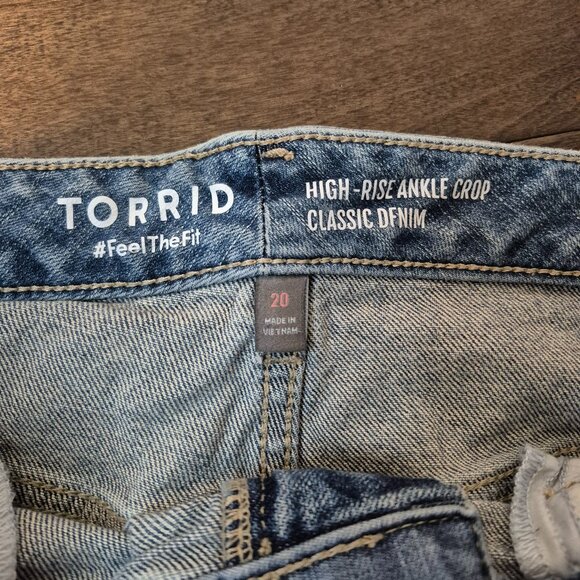 TORRID
#FeelTheFit
HIGH-RISE ANKLE CROP
CLASSIC DENIM
20
MADE IN
VIETNAM